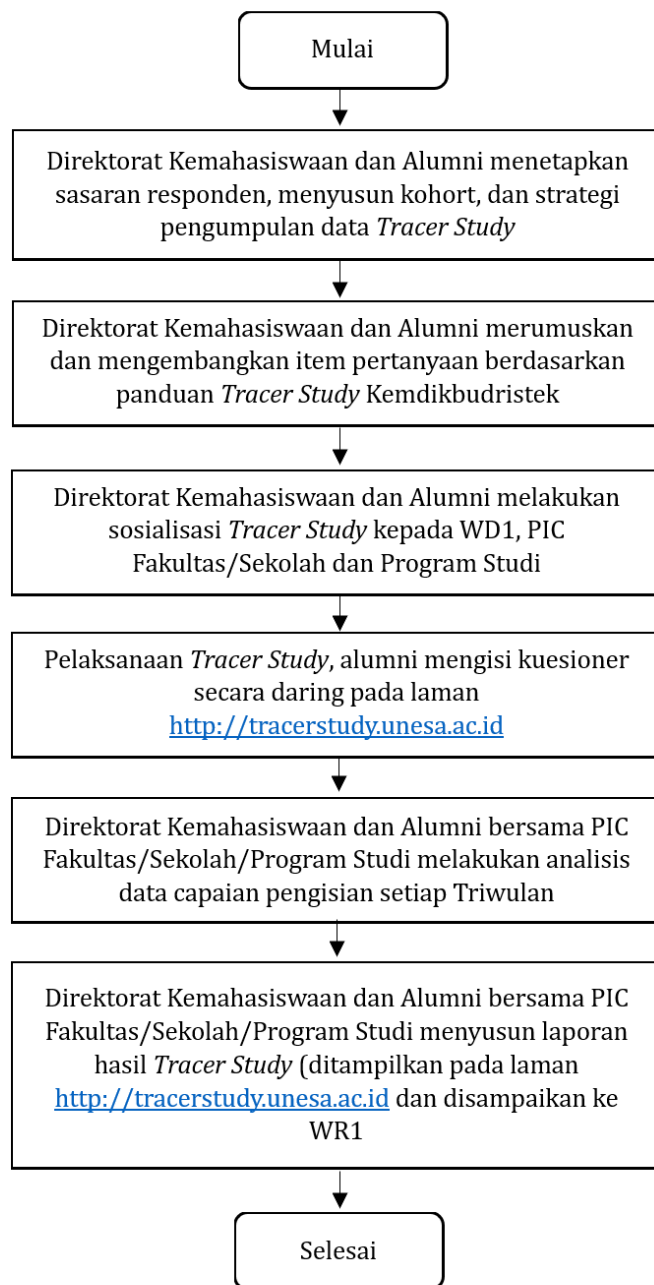 Mulai
Direktorat Kemahasiswaan dan Alumni menetapkan
sasaran responden, menyusun kohort, dan strategi
pengumpulan data Tracer Study
Direktorat Kemahasiswaan dan Alumni merumuskan
dan mengembangkan item pertanyaan berdasarkan
panduan Tracer Study Kemdikbudristek
Direktorat Kemahasiswaan dan Alumni melakukan
sosialisasi Tracer Study kepada WD1, PIC
Fakultas/Sekolah dan Program Studi
Pelaksanaan Tracer Study, alumni mengisi kuesioner
secara daring pada laman
http://tracerstudy.unesa.ac.id
Direktorat Kemahasiswaan dan Alumni bersama PIC
Fakultas/Sekolah/Program Studi melakukan analisis
data capaian pengisian setiap Triwulan
Direktorat Kemahasiswaan dan Alumni bersama PIC
Fakultas/Sekolah/Program Studi menyusun laporan
hasil Tracer Study (ditampilkan pada laman
http://tracerstudy.unesa.ac.id dan disampaikan ke
WR1
Selesai